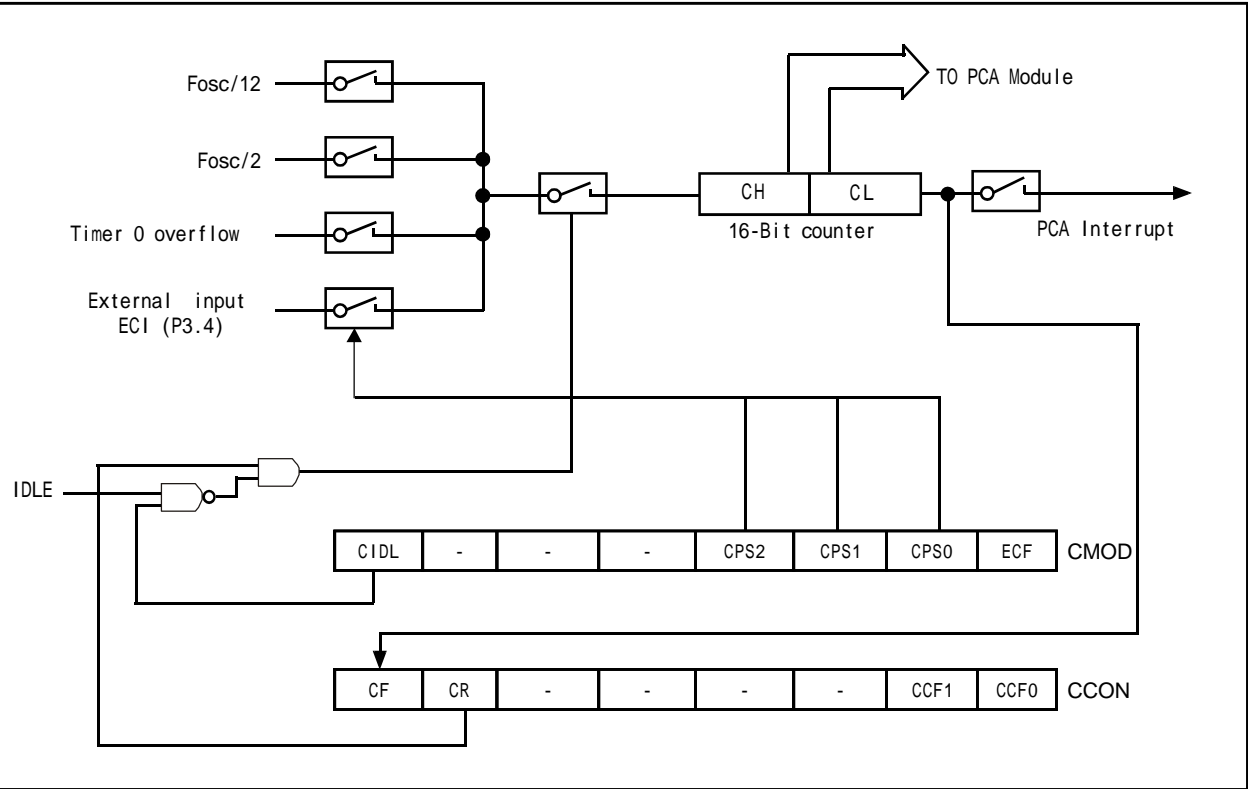 Fosc/12
TO PCA Module
Fosc/2
CH CL
Timer 0 overflow
16-Bit counter
PCA Interrupt
External input
ECI (P3.4)
IDLE
CIDL - - - CPS2 CPS1 CPS0 ECF CMOD
CF CR - - - - CCF1 CCF0 CCON